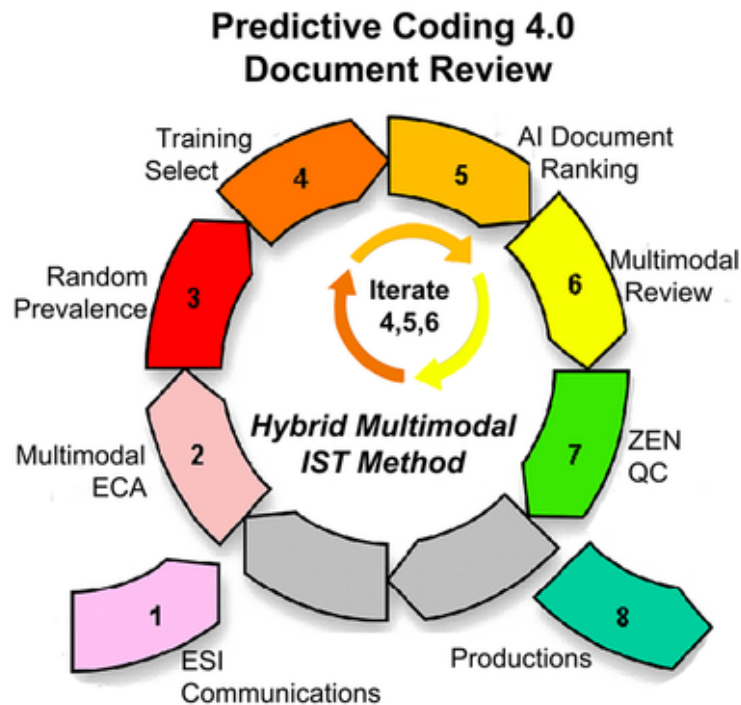 Predictive Coding 4.0
Document Review
Training
Select
4
5
AI Document
Ranking
Random
Prevalence
3
Iterate
4,5,6
6
Multimodal
Review
Multimodal
ECA
2
Hybrid Multimodal
IST Method
7
ZEN
QC
1
ESI
Communications
Productions
8